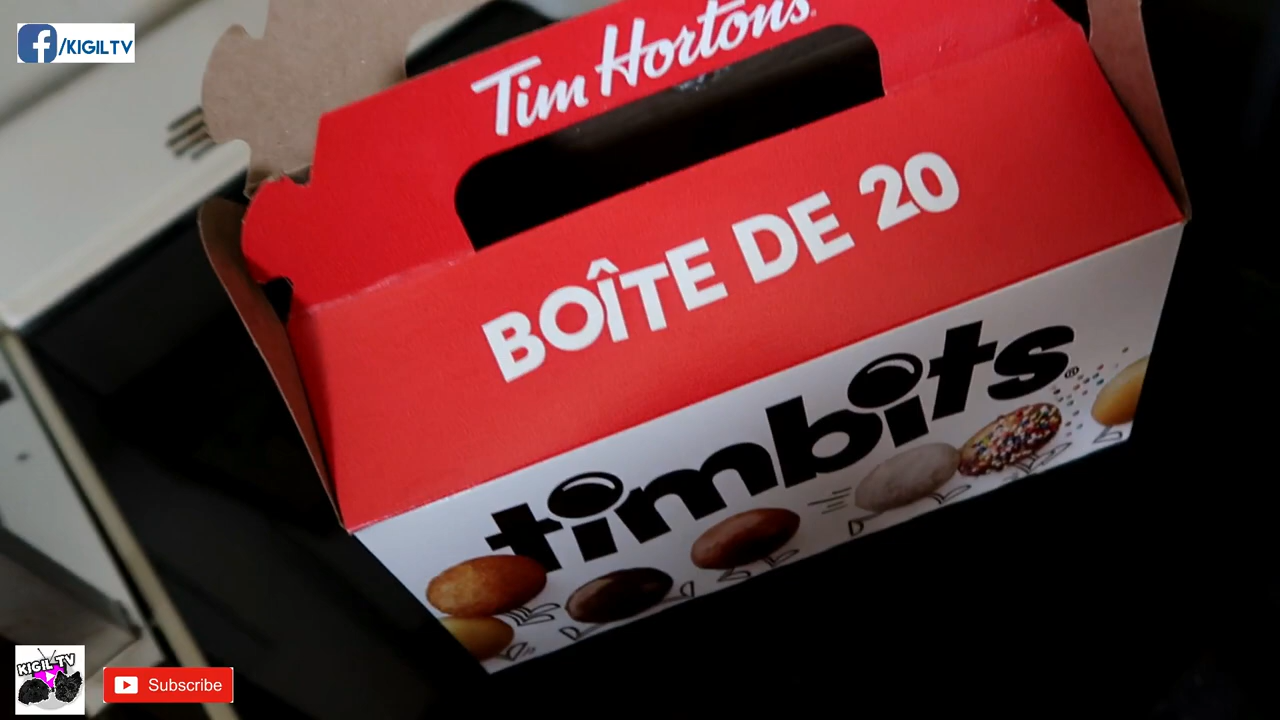 /KIGILTV
Tim Hortons
BOÎTE DE 20
timbits®
KIGIL TV
Subscribe